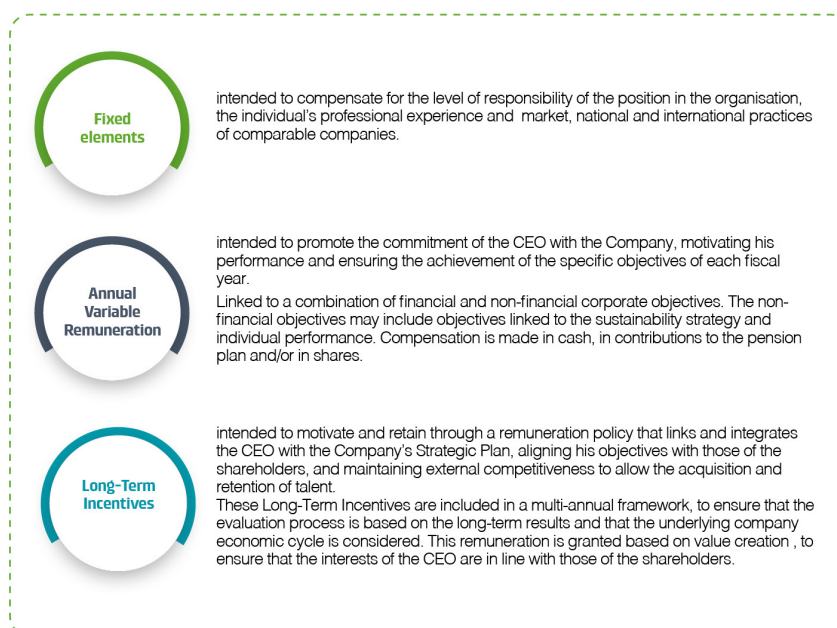 Fixed
elements
intended to compensate for the level of responsibility of the position in the organisation,
the individual's professional experience and market, national and international practices
of comparable companies.
Annual
Variable
Remuneration
intended to promote the commitment of the CEO with the Company, motivating his
performance and ensuring the achievement of the specific objectives of each fiscal
year.
Linked to a combination of financial and non-financial corporate objectives. The non-
financial objectives may include objectives linked to the sustainability strategy and
individual performance. Compensation is made in cash, in contributions to the pension
plan and/or in shares.
Long-Term
Incentives
intended to motivate and retain through a remuneration policy that links and integrates
the CEO with the Company's Strategic Plan, aligning his objectives with those of the
shareholders, and maintaining external competitiveness to allow the acquisition and
retention of talent.
These Long-Term Incentives are included in a multi-annual framework, to ensure that the
evaluation process is based on the long-term results and that the underlying company
economic cycle is considered. This remuneration is granted based on value creation , to
ensure that the interests of the CEO are in line with those of the shareholders.